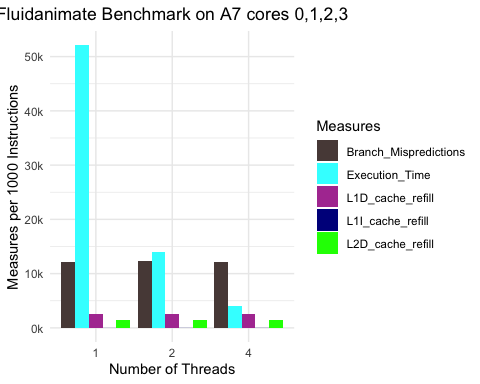 Fluidanimate Benchmark on A7 cores 0,1,2,3
Measures per 1000 Instructions
50k
40k
30k
20k
10k
0k
1
2
4
Number of Threads
Measures
Branch_Mispredictions
Execution_Time
L1D_cache_refill
L1I_cache_refill
L2D_cache_refill